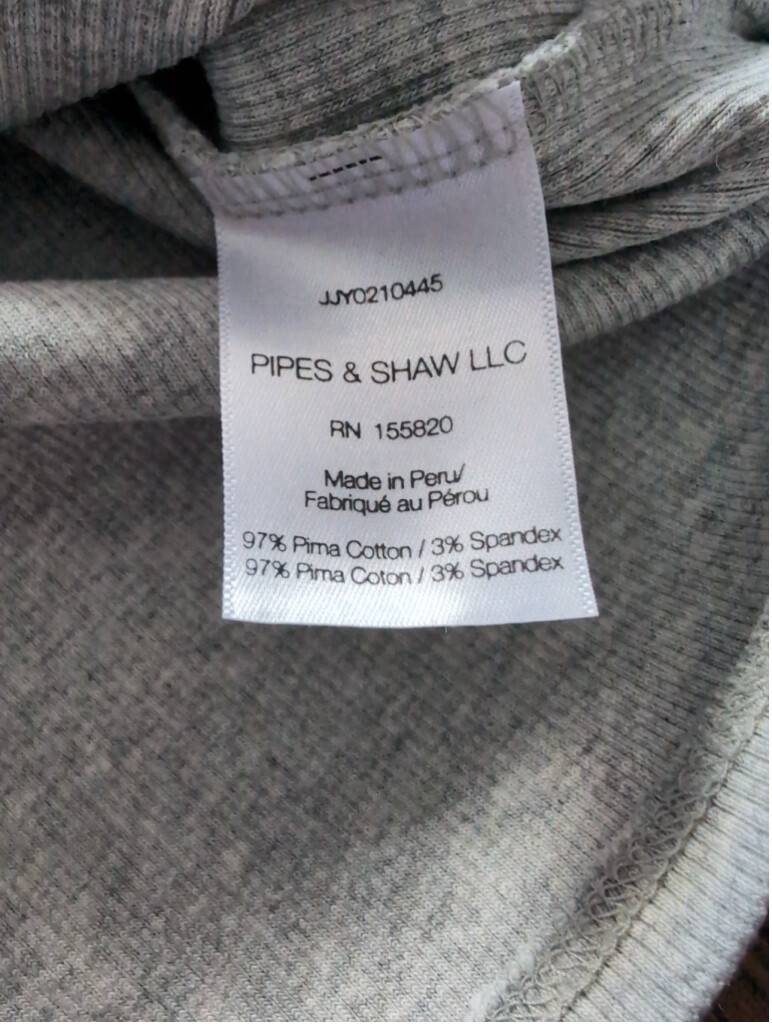 JJY0210445
PIPES & SHAW LLC
RN 155820
Made in Peru/
Fabriqué au Pérou
97% Pima Cotton / 3% Spandex
97% Pima Coton / 3% Spandex